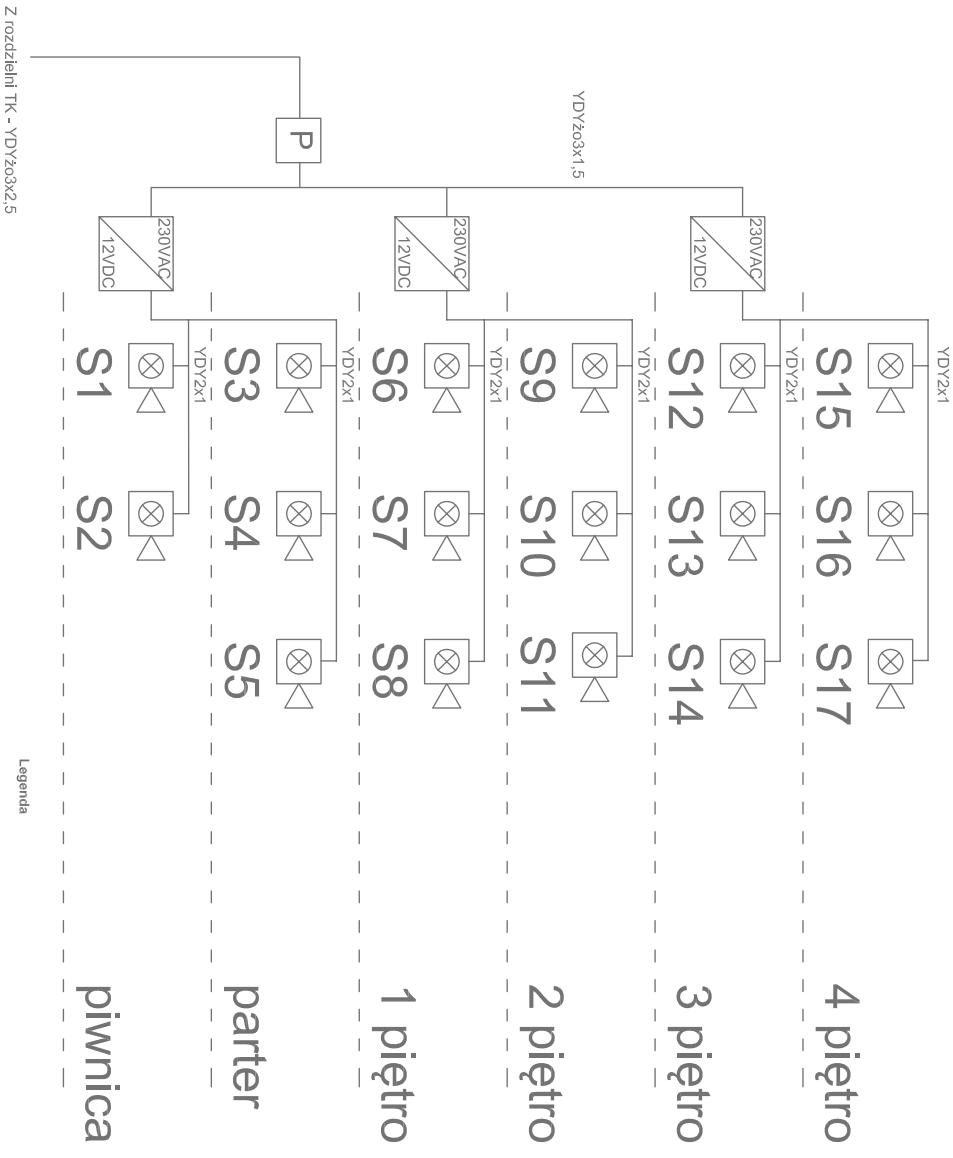 YDY2x1
S15
S16
S17
4 piętro
YDY2x1
230VAC
12VDC
S12
S13
S14
3 piętro
YDYżo3x1,5
YDY2x1
S9
S10
S11
2 piętro
YDY2x1
230VAC
12VDC
S6
S7
S8
1 piętro
P
YDY2x1
S3
S4
S5
parter
YDY2x1
230VAC
12VDC
S1
S2
piwnica
Z rozdzielni TK - YDYżo3x2,5
Legenda